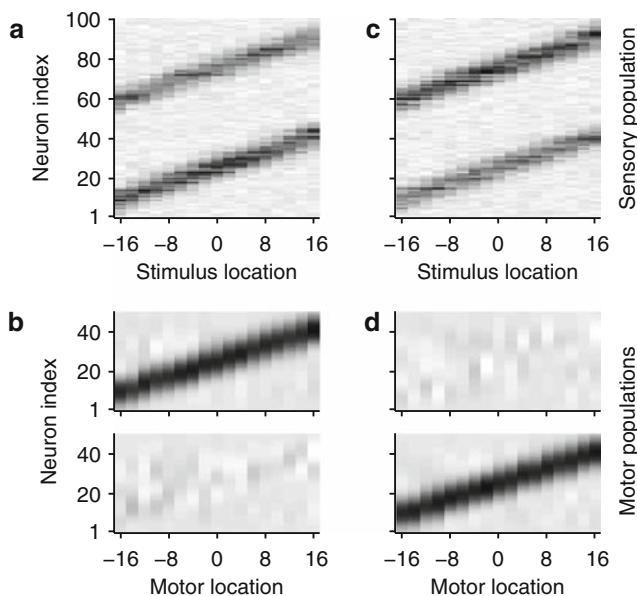 a
c
100
80
60
40
20
1
Neuron index
Sensory population
−16 −8 0 8 16
−16 −8 0 8 16
Stimulus location
Stimulus location
b
d
40
20
1
40
20
1
Neuron index
Motor populations
−16 −8 0 8 16
−16 −8 0 8 16
Motor location
Motor location